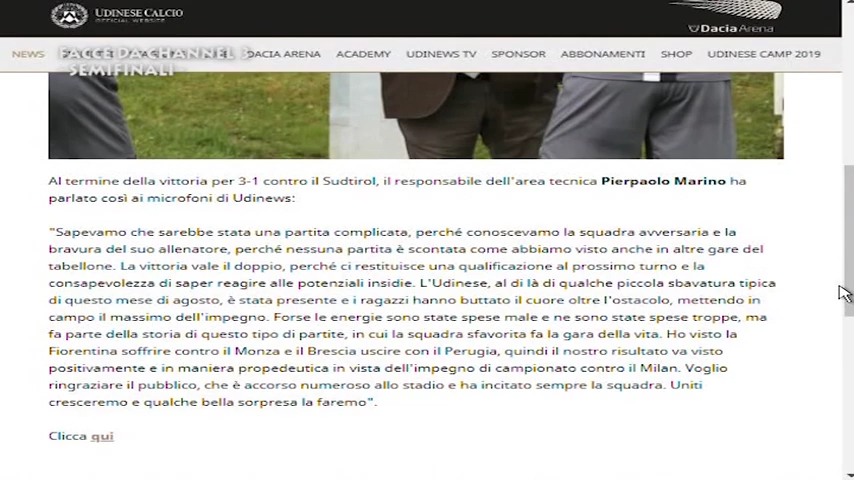 UDINESE CALCIO
OFFICIAL WEBSITE
Dacia Arena
FACCE DA CHANNEL 3
SEMIFINALI
NEWS
DACIA ARENA ACADEMY UDINEWS TV SPONSOR ABBONAMENTI SHOP UDINESE CAMP 2019
Al termine della vittoria per 3-1 contro il Sudtirol, il responsabile dell'area tecnica Pierpaolo Marino ha
parlato così ai microfoni di Udinews:
"Sapevamo che sarebbe stata una partita complicata, perché conoscevamo la squadra avversaria e la
bravura del suo allenatore, perché nessuna partita è scontata come abbiamo visto anche in altre gare del
tabellone. La vittoria vale il doppio, perché ci restituisce una qualificazione al prossimo turno e la
consapevolezza di saper reagire alle potenziali insidie. L'Udinese, al di là di qualche piccola sbavatura tipica
di questo mese di agosto, è stata presente e i ragazzi hanno buttato il cuore oltre l'ostacolo, mettendo in
campo il massimo dell'impegno. Forse le energie sono state spese male e ne sono state spese troppe, ma
fa parte della storia di questo tipo di partite, in cui la squadra sfavorita fa la gara della vita. Ho visto la
Fiorentina soffrire contro il Monza e il Brescia uscire con il Perugia, quindi il nostro risultato va visto
positivamente e in maniera propedeutica in vista dell'impegno di campionato contro il Milan. Voglio
ringraziare il pubblico, che è accorso numeroso allo stadio e ha incitato sempre la squadra. Uniti
cresceremo e qualche bella sorpresa la faremo".
Clicca qui